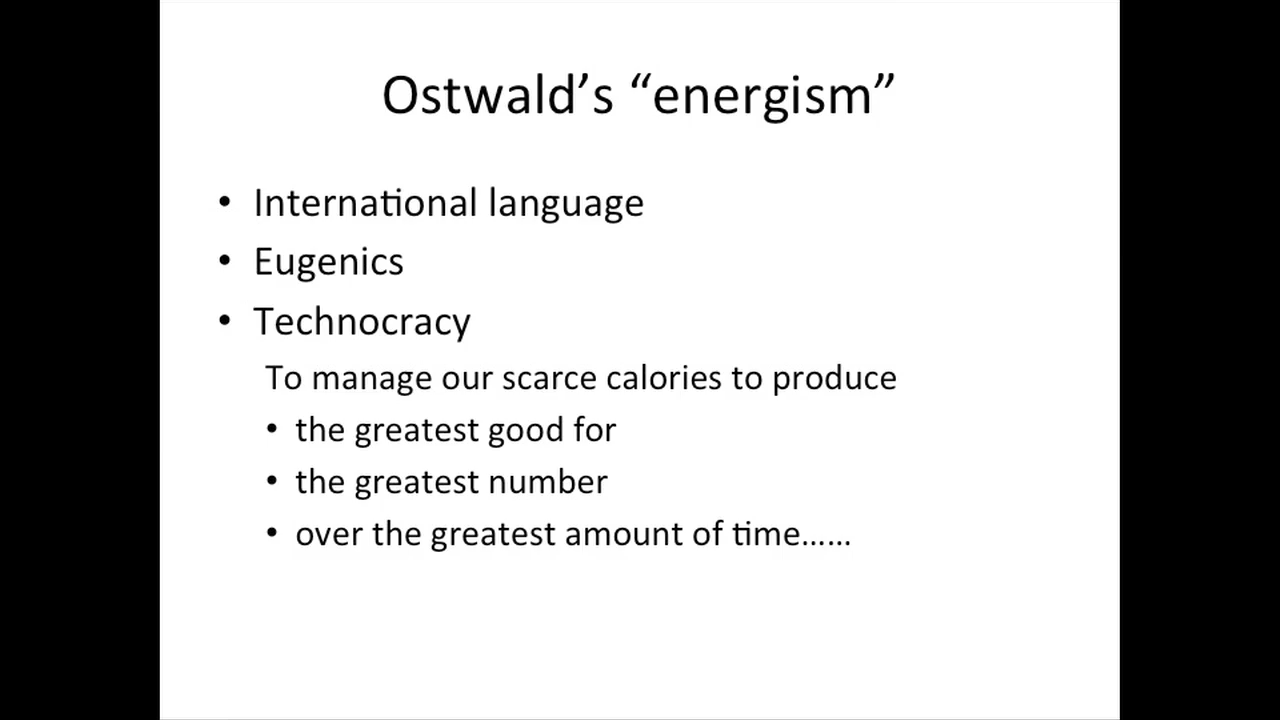 Ostwald’s “energism”
• International language
• Eugenics
• Technocracy
To manage our scarce calories to produce
• the greatest good for
• the greatest number
• over the greatest amount of time……